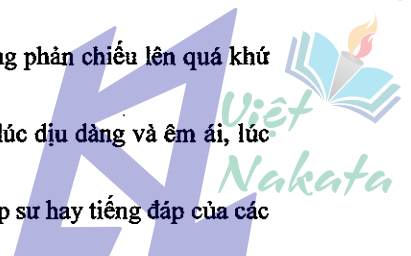 ng phản chiếu lên quá khứ
lúc dịu dàng và êm ái, lúc
p sư hay tiếng đáp của các
Việt
Nakata